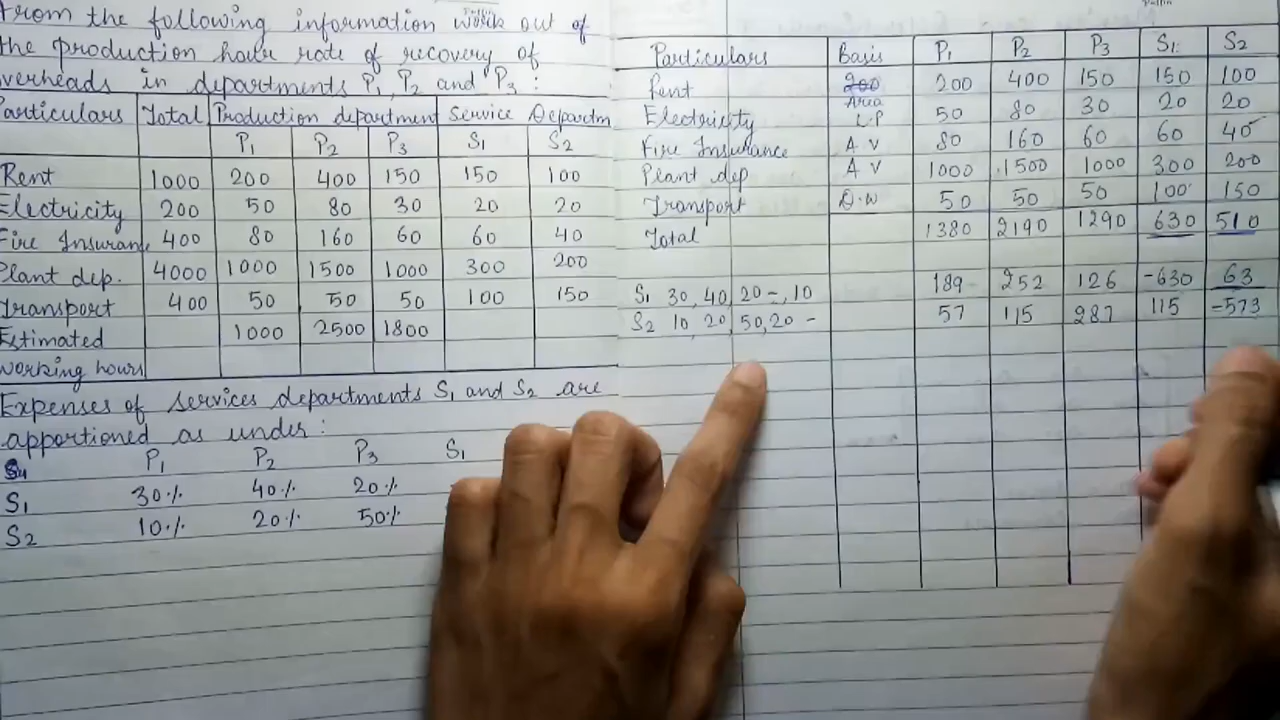 From the following information work out of
the production hour rate of recovery of
overheads in departments P1, P2 and P3 :
Particulars Total Production department Service Departm
P1 P2 P3 S1 S2
Rent 1000 200 400 150 150 100
Electricity 200 50 80 30 20 20
Fire Insuran 400 80 160 60 60 40
Plant dep. 4000 1000 1500 1000 300 200
Transport 400 50 50 50 100 150
Estimated 1000 2500 1800
working hours
Expenses of services departments S1 and S2 are
apportioned as under :
P1 P2 P3 S1
S1 30% 40% 20%
S2 10% 20% 50%
Particulars Basis P1 P2 P3 S1 S2
Rent 200 400 150 150 100
Area
Electricity L.P 50 80 30 20 20
Fire Insurance A.V 80 160 60 60 40
Plant dep A V 1000 1500 1000 300 200
Transport D.W 50 50 50 100 150
Total 1380 2190 1290 630 510
S1 30, 40, 20 -, 10 189 252 126 -630 63
S2 10, 20, 50, 20 - 57 115 287 115 -573